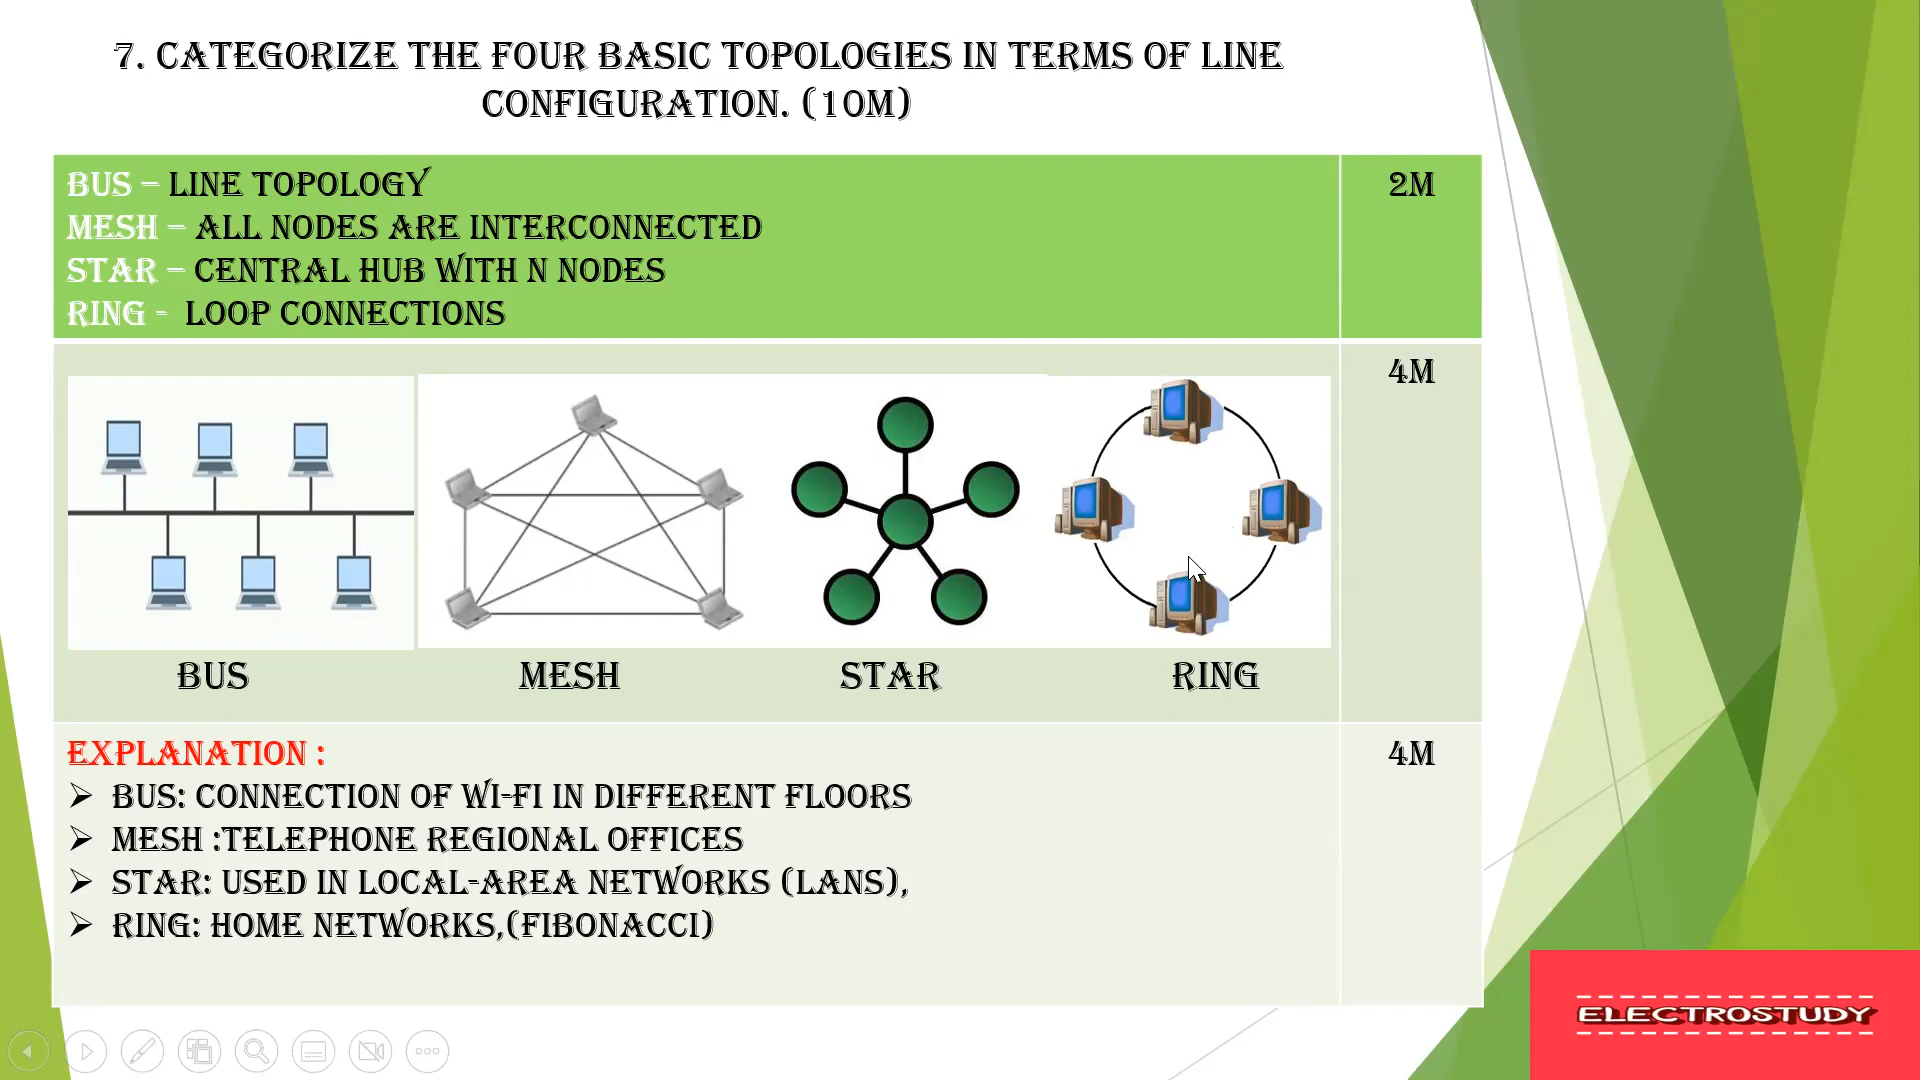 7. CATEGORIZE THE FOUR BASIC TOPOLOGIES IN TERMS OF LINE
CONFIGURATION. (10M)
BUS – LINE TOPOLOGY
MESH – ALL NODES ARE INTERCONNECTED
STAR – CENTRAL HUB WITH N NODES
RING - LOOP CONNECTIONS
2M
4M
BUS
MESH
STAR
RING
EXPLANATION :
BUS: CONNECTION OF WI-FI IN DIFFERENT FLOORS
MESH :TELEPHONE REGIONAL OFFICES
STAR: USED IN LOCAL-AREA NETWORKS (LANS),
RING: HOME NETWORKS,(FIBONACCI)
4M
ELECTROSTUDY